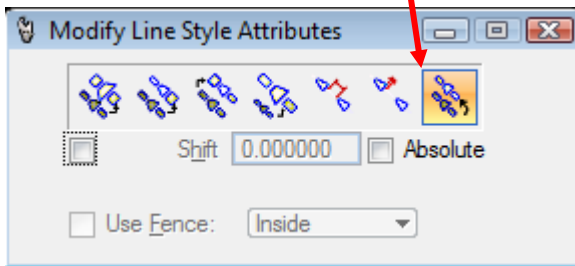 Modify Line Style Attributes
Shift 0.000000 Absolute
Use Fence: Inside